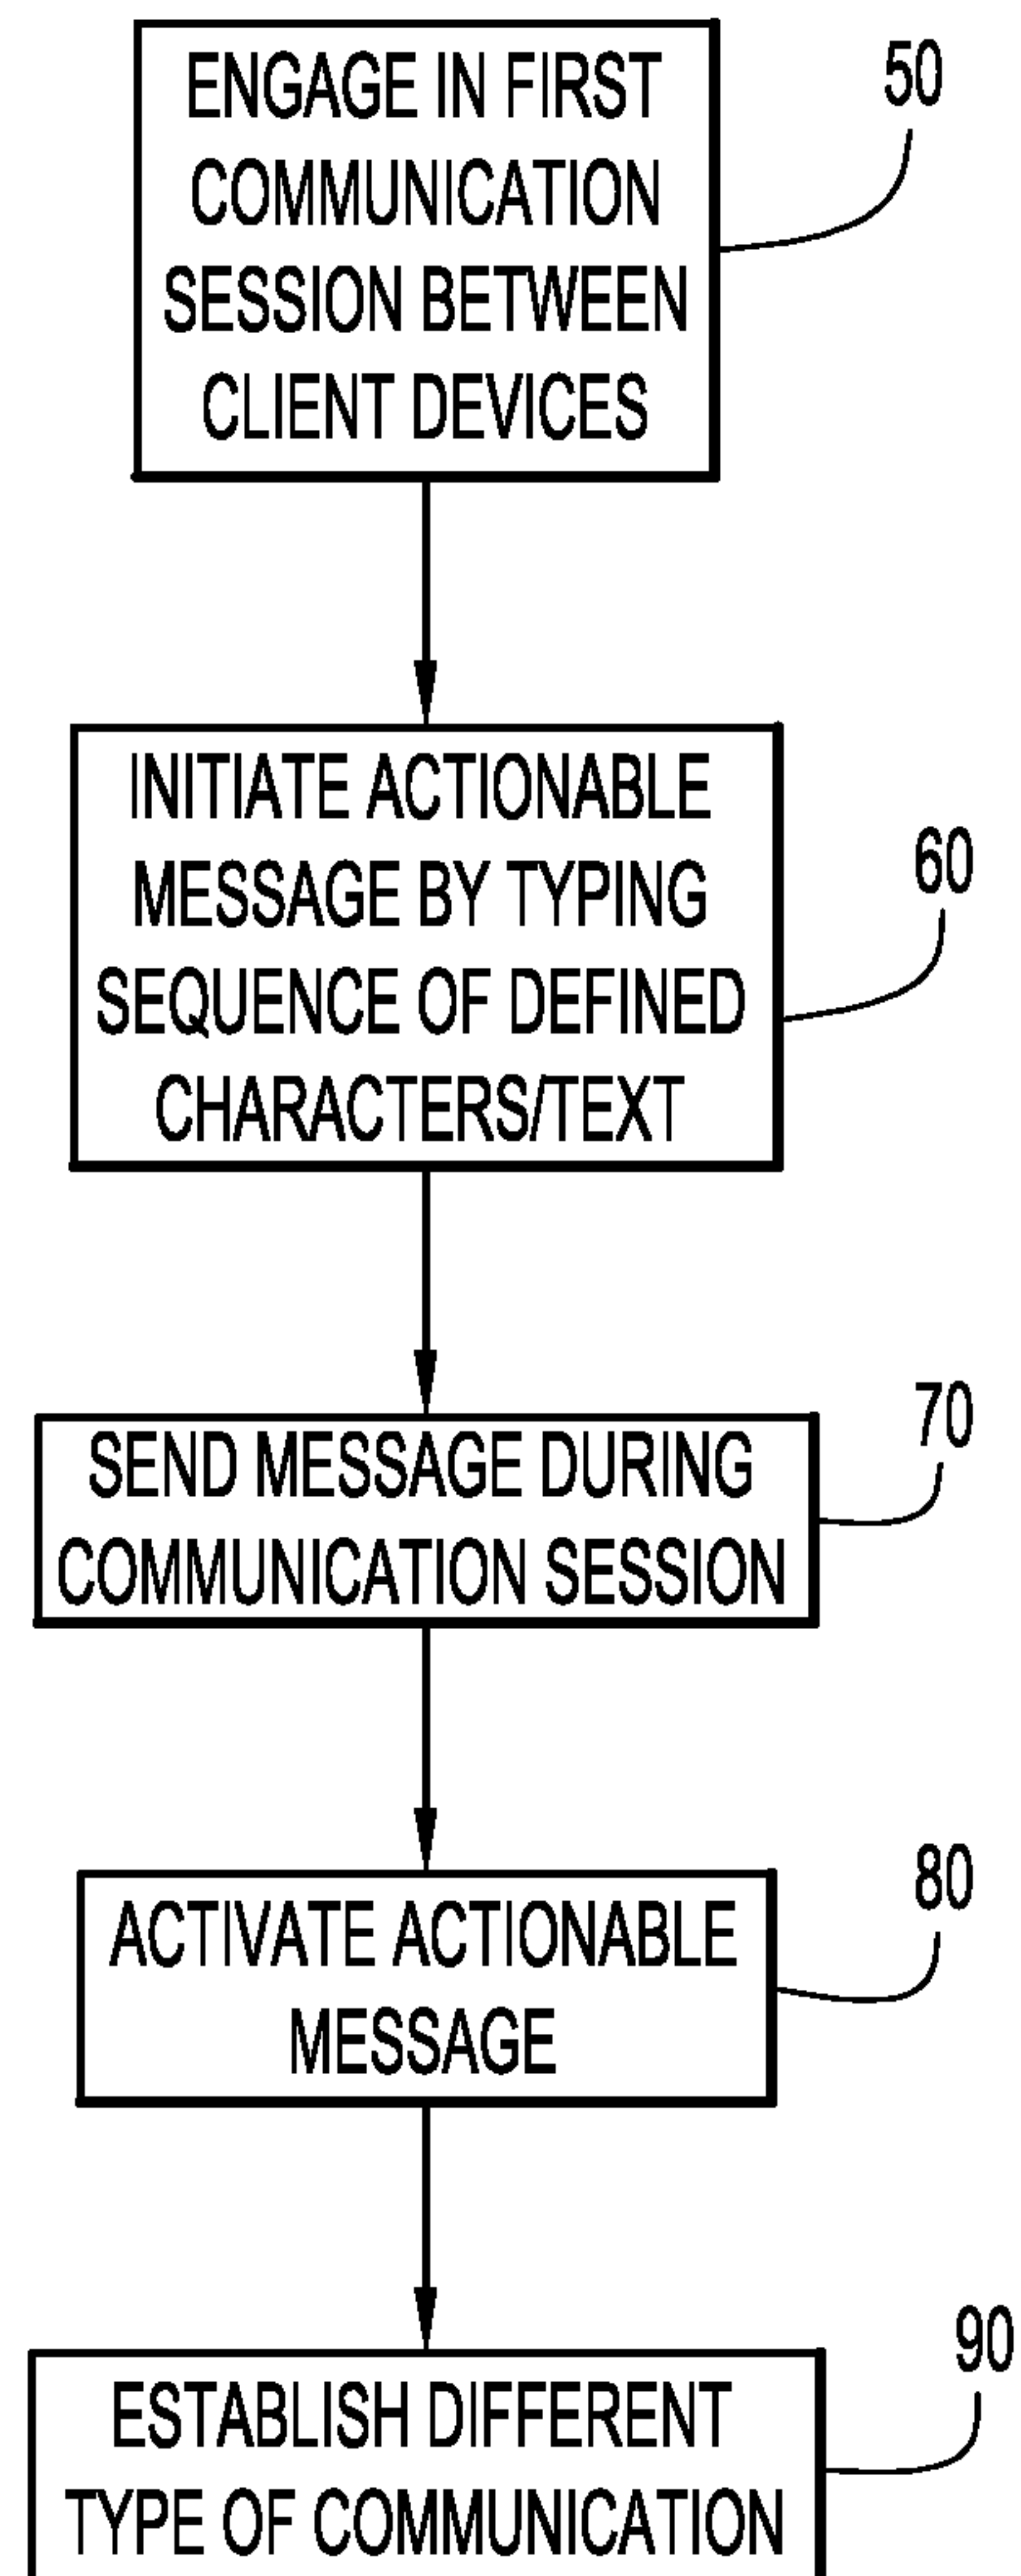 ENGAGE IN FIRST
COMMUNICATION
SESSION BETWEEN
CLIENT DEVICES
50
INITIATE ACTIONABLE
MESSAGE BY TYPING
SEQUENCE OF DEFINED
CHARACTERS/TEXT
60
SEND MESSAGE DURING
COMMUNICATION SESSION
70
ACTIVATE ACTIONABLE
MESSAGE
80
ESTABLISH DIFFERENT
TYPE OF COMMUNICATION
90